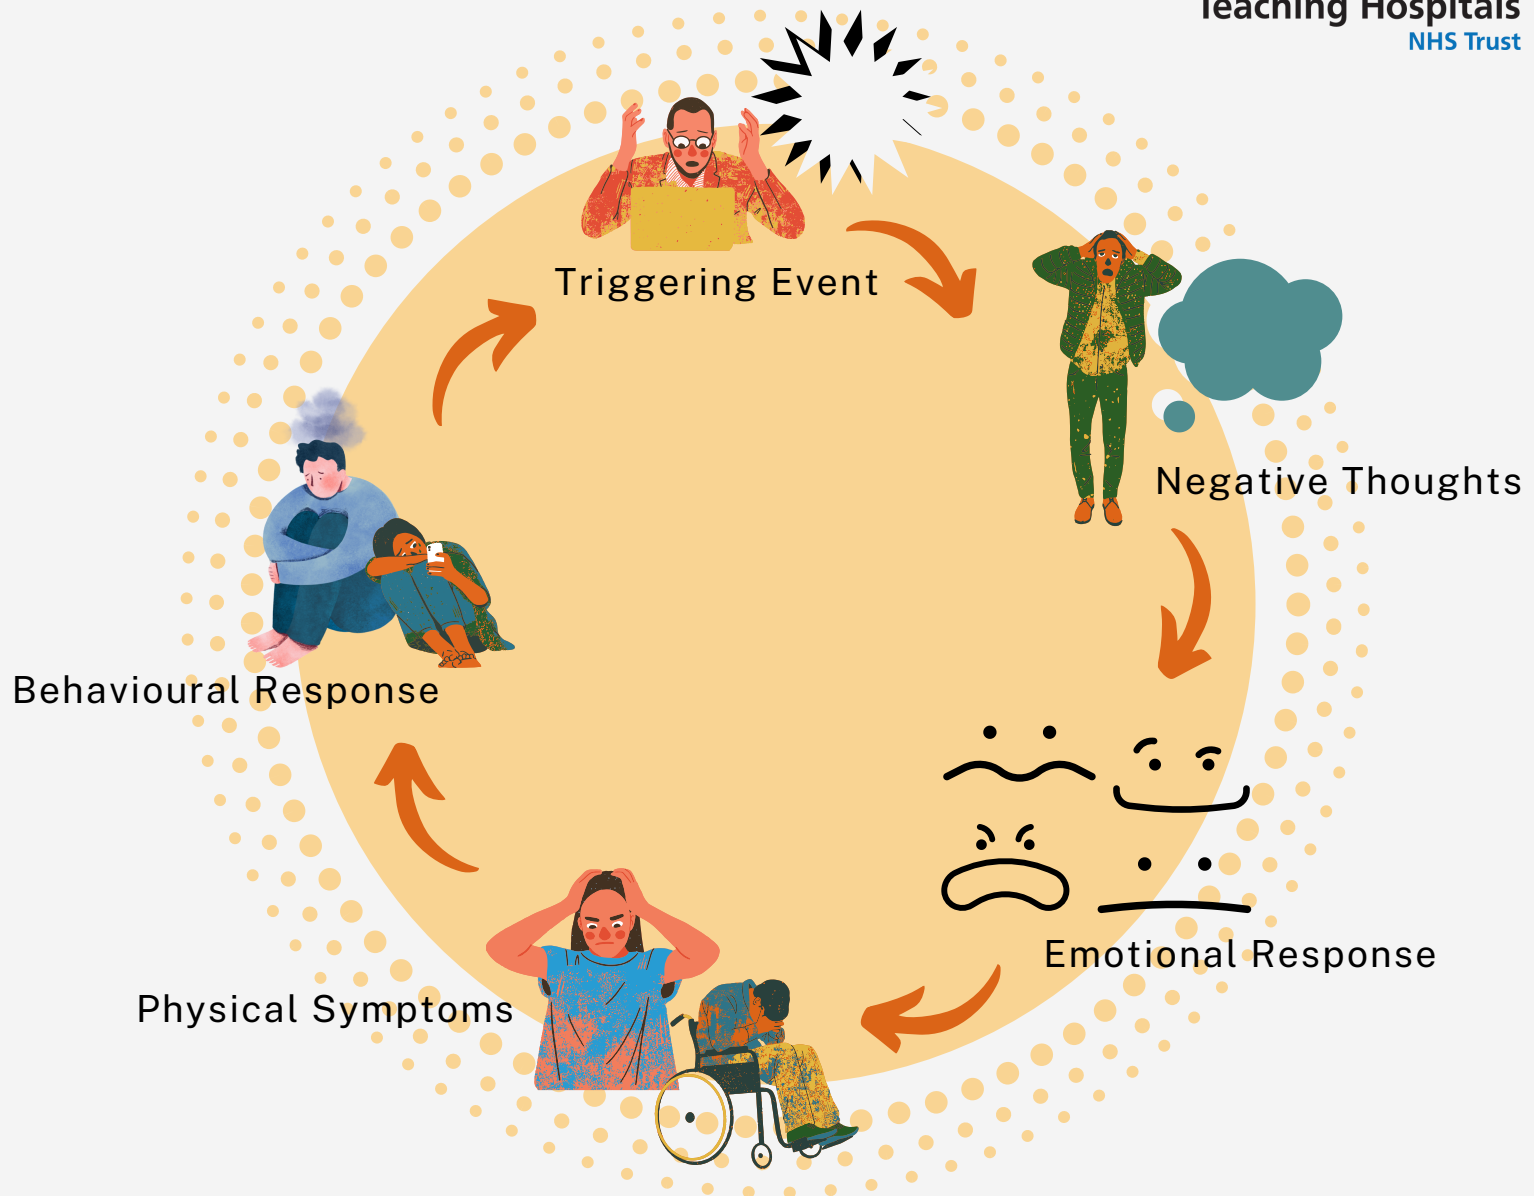 Teaching Hospitals
NHS Trust
Triggering Event
Negative Thoughts
Behavioural Response
Emotional Response
Physical Symptoms